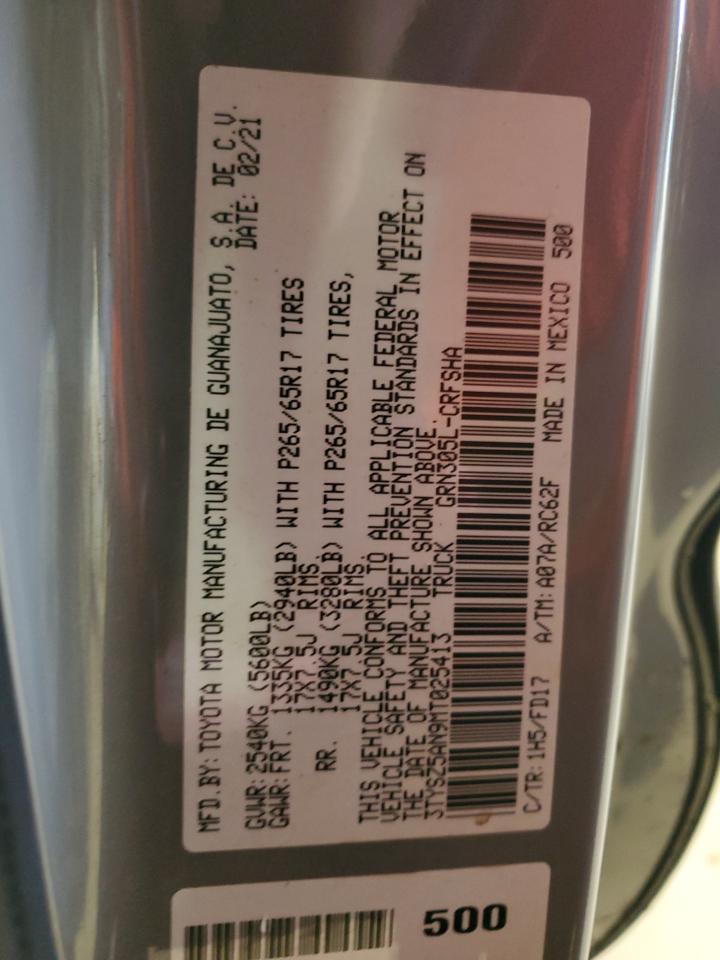 MFD.BY: TOYOTA MOTOR MANUFACTURING DE GUANAJUATO, S.A. DE C.V.
DATE: 02/21
GVWR: 2540KG (5600LB)
GAWR: FRT. 1335KG (2940LB) WITH P265/65R17 TIRES
17X7.5J RIMS.
RR. 1490KG (3280LB) WITH P265/65R17 TIRES,
17X7.5J RIMS.
THIS VEHICLE CONFORMS TO ALL APPLICABLE FEDERAL MOTOR
VEHICLE SAFETY AND THEFT PREVENTION STANDARDS IN EFFECT ON
THE DATE OF MANUFACTURE SHOWN ABOVE.
3TYSZ5AN9MT025413 TRUCK GRN305L-CRFSHA
C/TR: 1H5/FD17 A/TM: A07A/RC62F MADE IN MEXICO 500
500